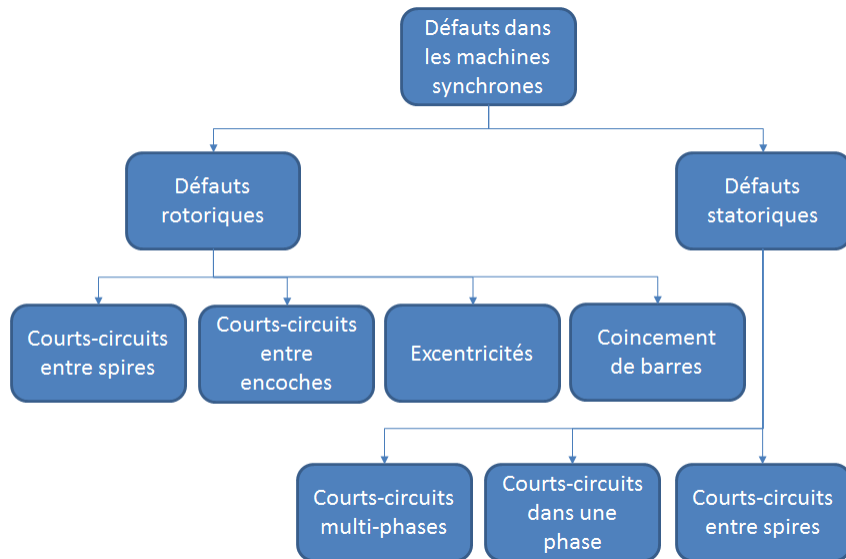 Défauts dans
les machines
synchrones
Défauts
rotoriques
Défauts
statoriques
Courts-circuits
entre spires
Courts-circuits
entre
encoches
Excentricités
Coincement
de barres
Courts-circuits
multi-phases
Courts-circuits
dans une
phase
Courts-circuits
entre spires